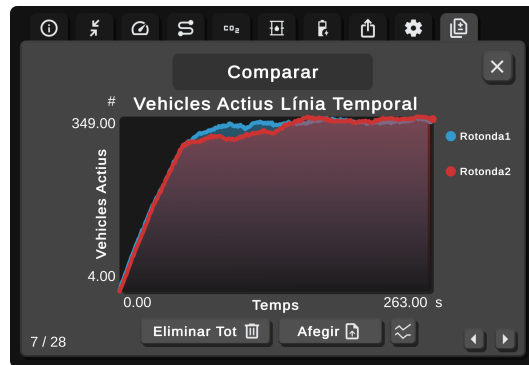 CO₂
Comparar
# Vehicles Actius Línia Temporal
349.00
Rotonda1
Rotonda2
Vehicles Actius
4.00
0.00
Temps
263.00 s
Eliminar Tot
Afegir
7 / 28